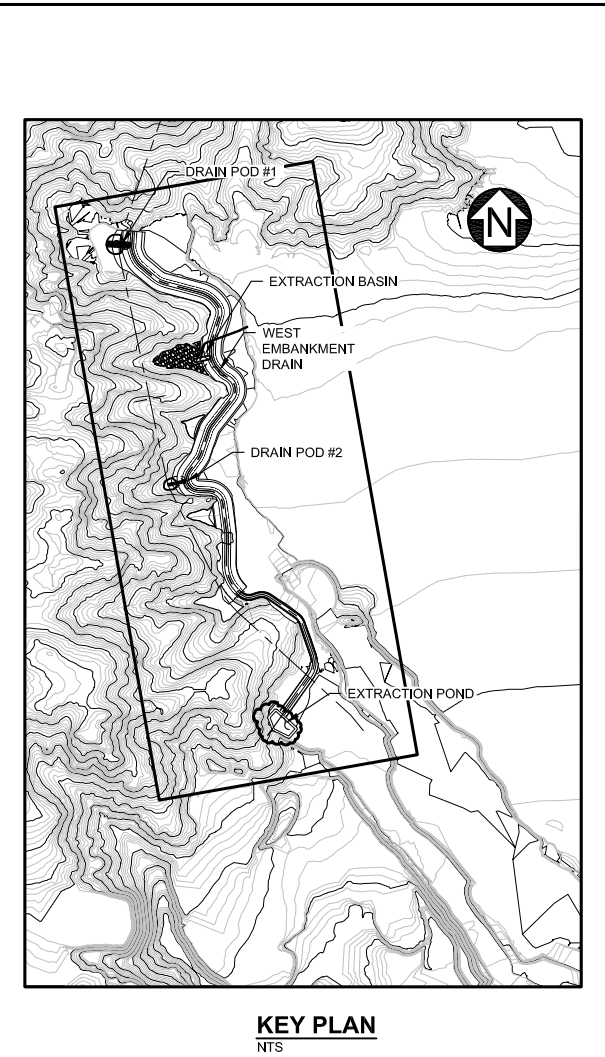 DRAIN POD #1
N
EXTRACTION BASIN
WEST
EMBANKMENT
DRAIN
DRAIN POD #2
EXTRACTION POND
KEY PLAN
NTS